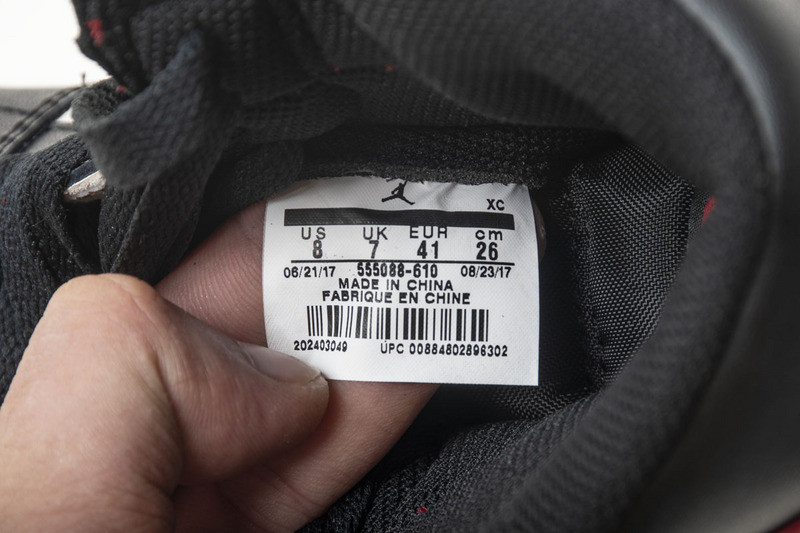 XC
US UK EUR cm
8 7 41 26
06/21/17 555088-610 08/23/17
MADE IN CHINA
FABRIQUE EN CHINE
202403049 UPC 00884802896302